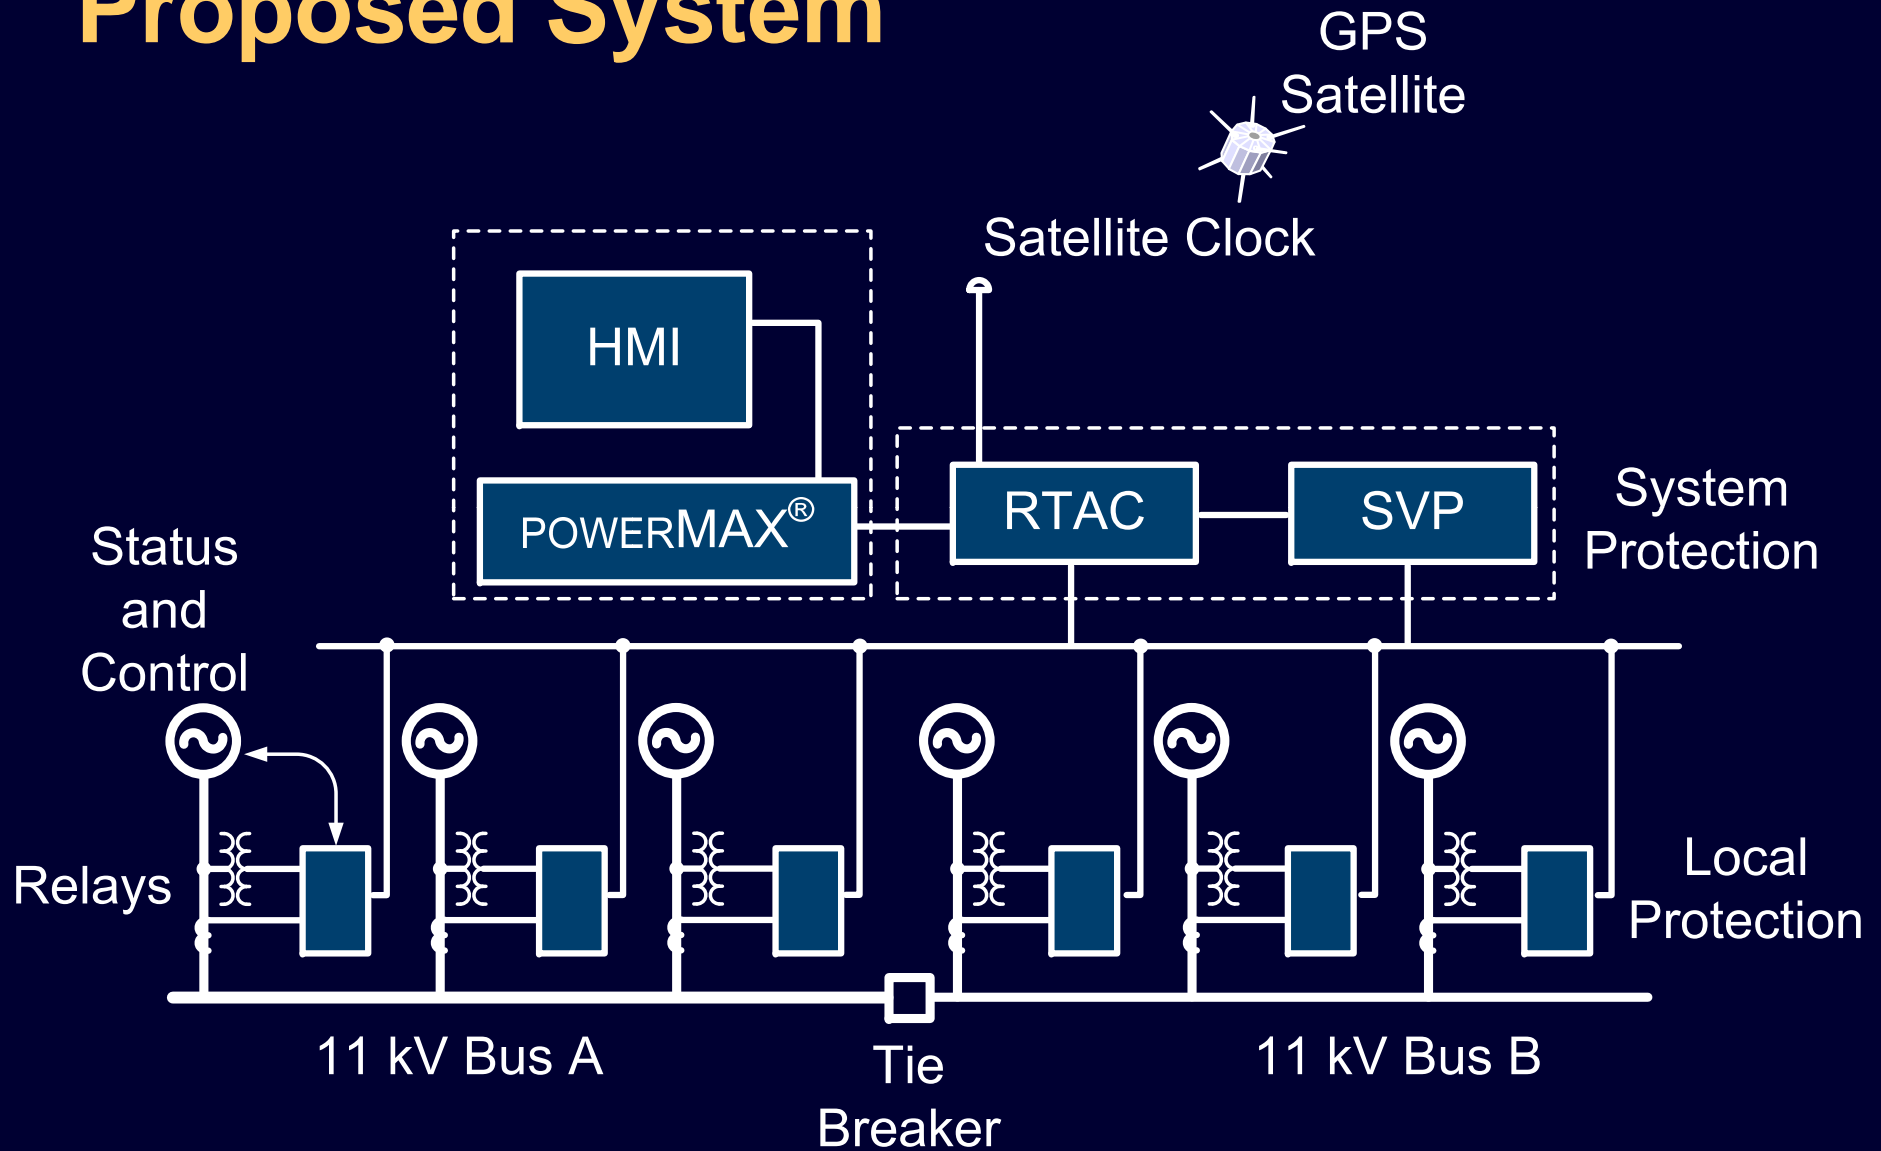 Proposed System
GPS
Satellite
Satellite Clock
HMI
POWERMAX®
RTAC
SVP
System
Protection
Status
and
Control
Relays
Local
Protection
11 kV Bus A
Tie
Breaker
11 kV Bus B